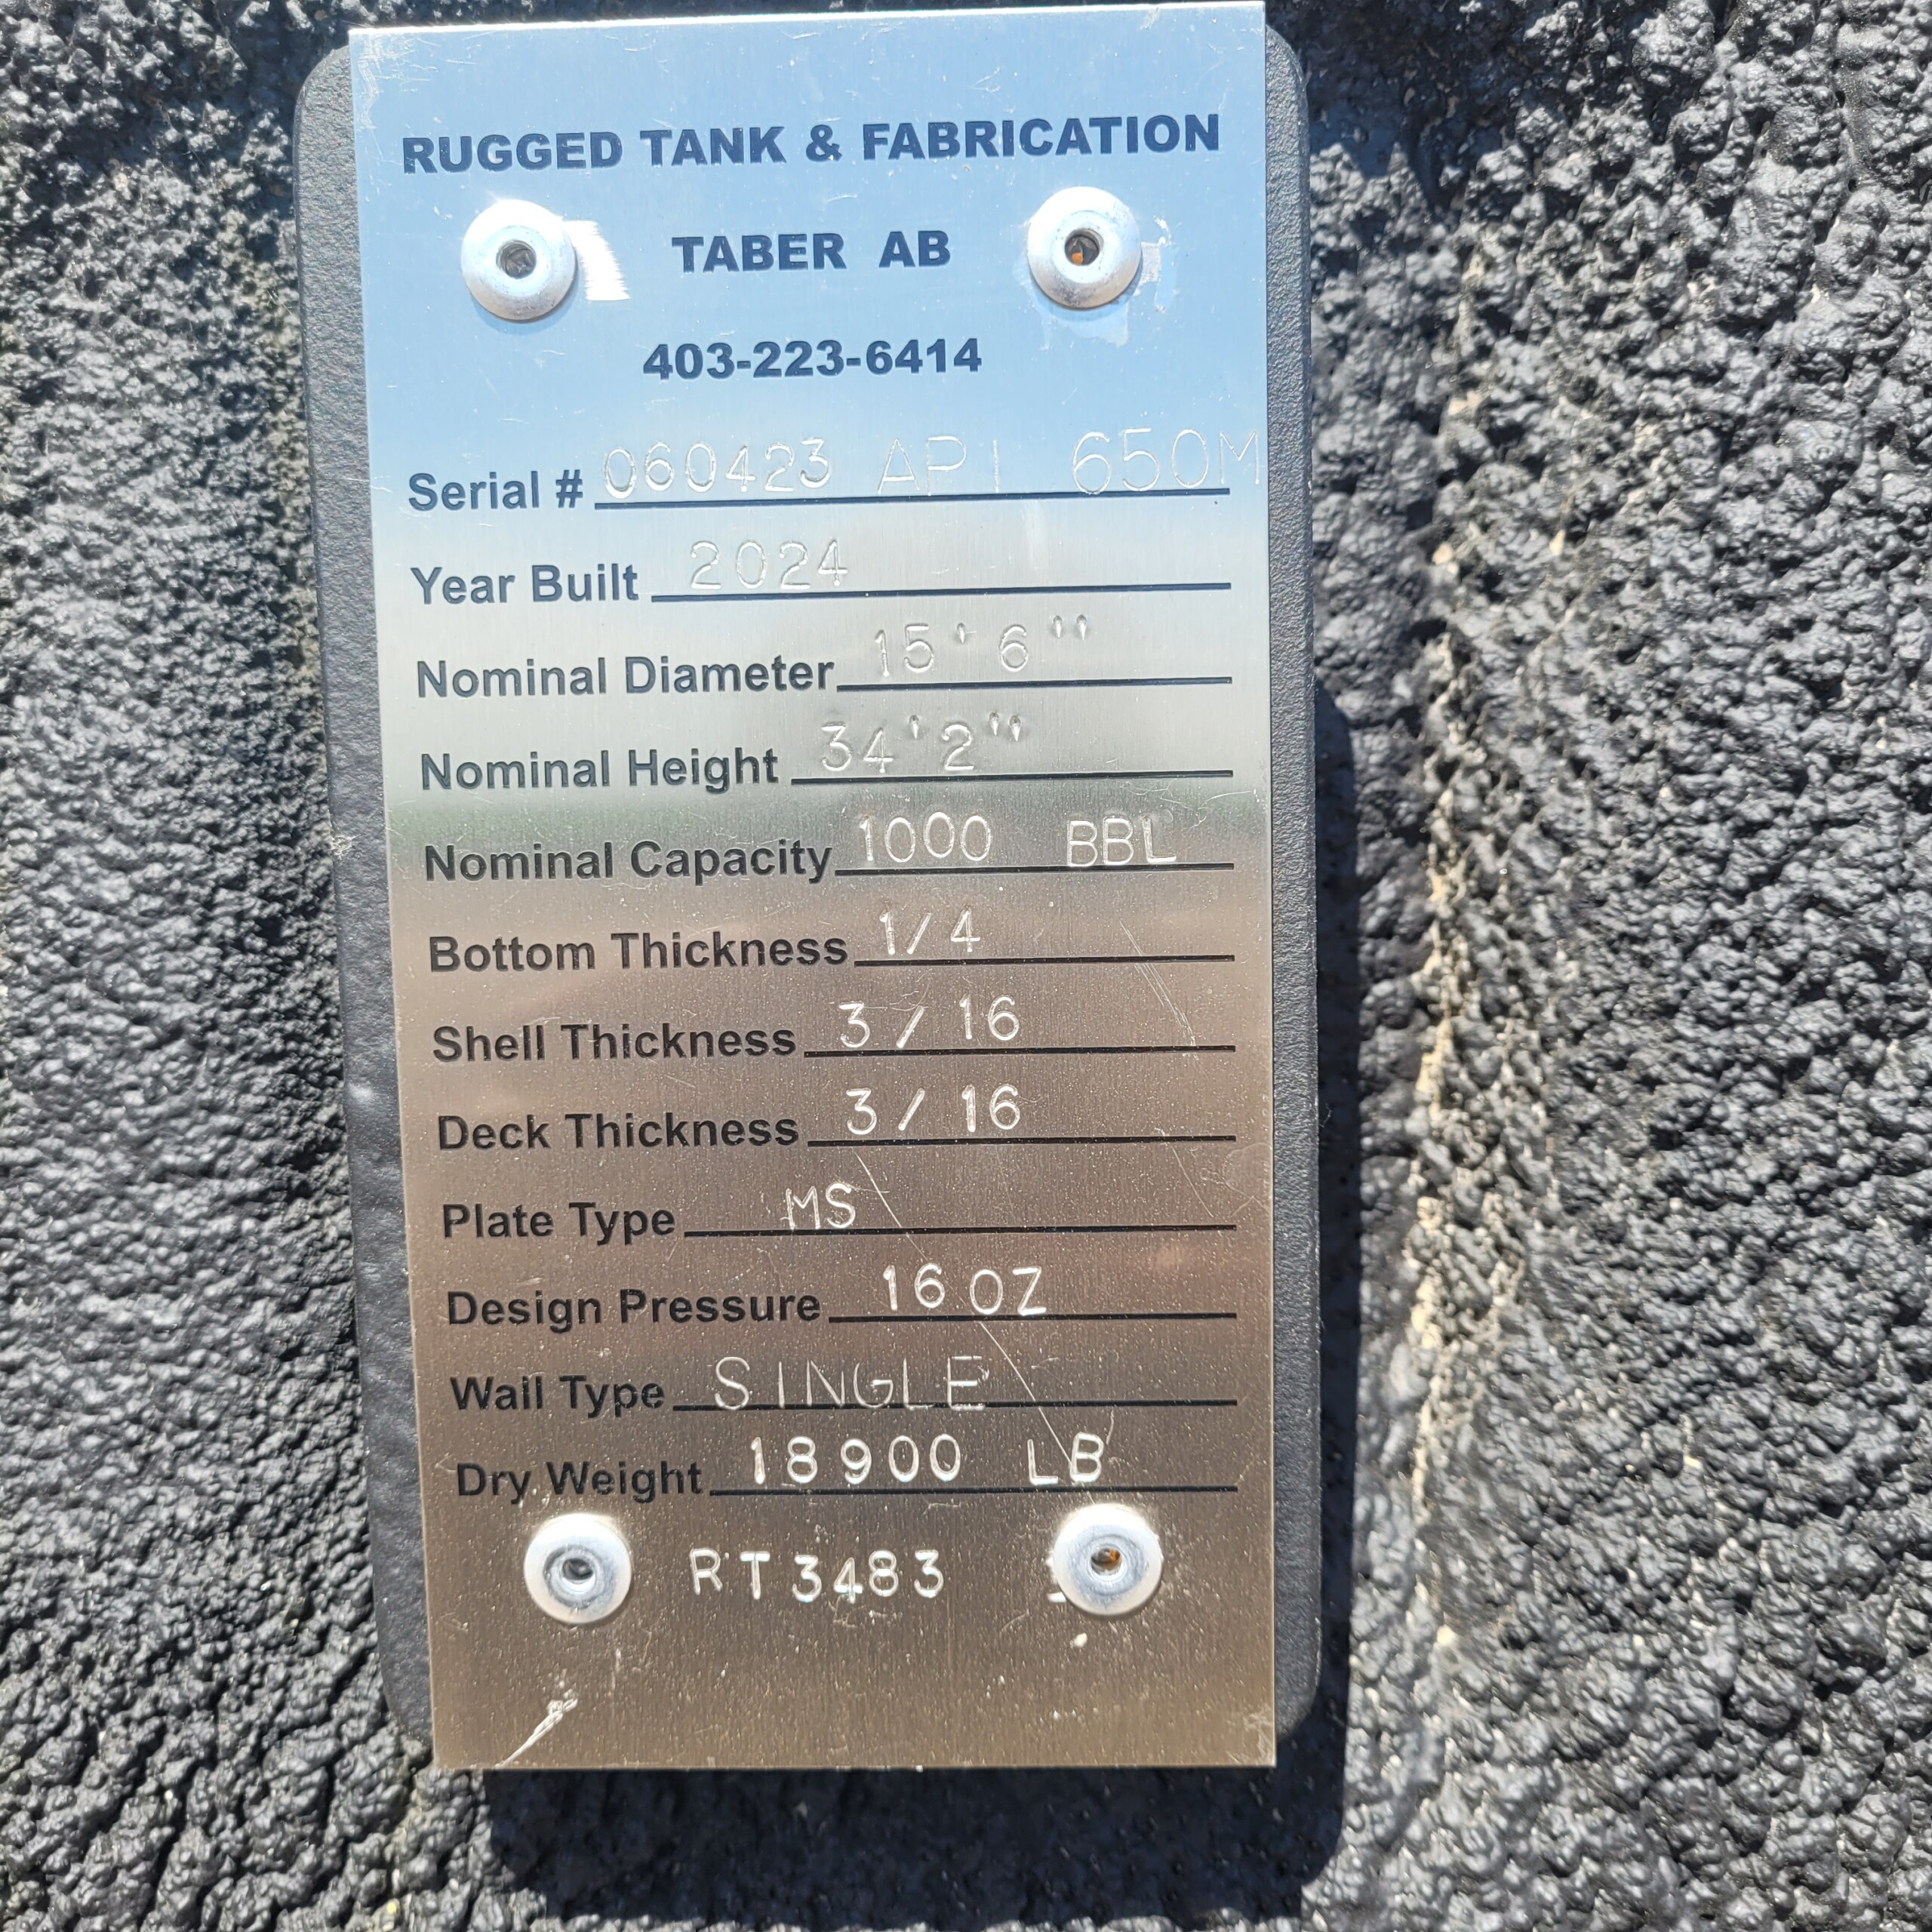 RUGGED TANK & FABRICATION
TABER AB
403-223-6414
Serial # 060423 API 650M
Year Built 2024
Nominal Diameter 15'6"
Nominal Height 34'2"
Nominal Capacity 1000 BBL
Bottom Thickness 1/4
Shell Thickness 3/16
Deck Thickness 3/16
Plate Type MS
Design Pressure 16 OZ
Wall Type SINGLE
Dry Weight 18900 LB
RT3483